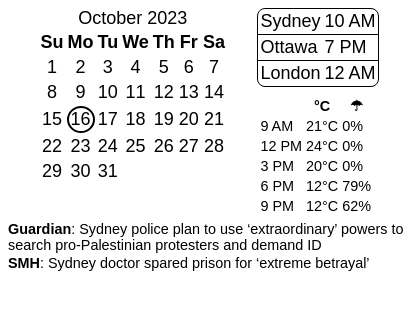 October 2023
Su Mo Tu We Th Fr Sa
1 2 3 4 5 6 7
8 9 10 11 12 13 14
15 16 17 18 19 20 21
22 23 24 25 26 27 28
29 30 31
Sydney 10 AM
Ottawa 7 PM
London 12 AM
°C ☂
9 AM 21°C 0%
12 PM 24°C 0%
3 PM 20°C 0%
6 PM 12°C 79%
9 PM 12°C 62%
Guardian: Sydney police plan to use ‘extraordinary’ powers to
search pro-Palestinian protesters and demand ID
SMH: Sydney doctor spared prison for ‘extreme betrayal’